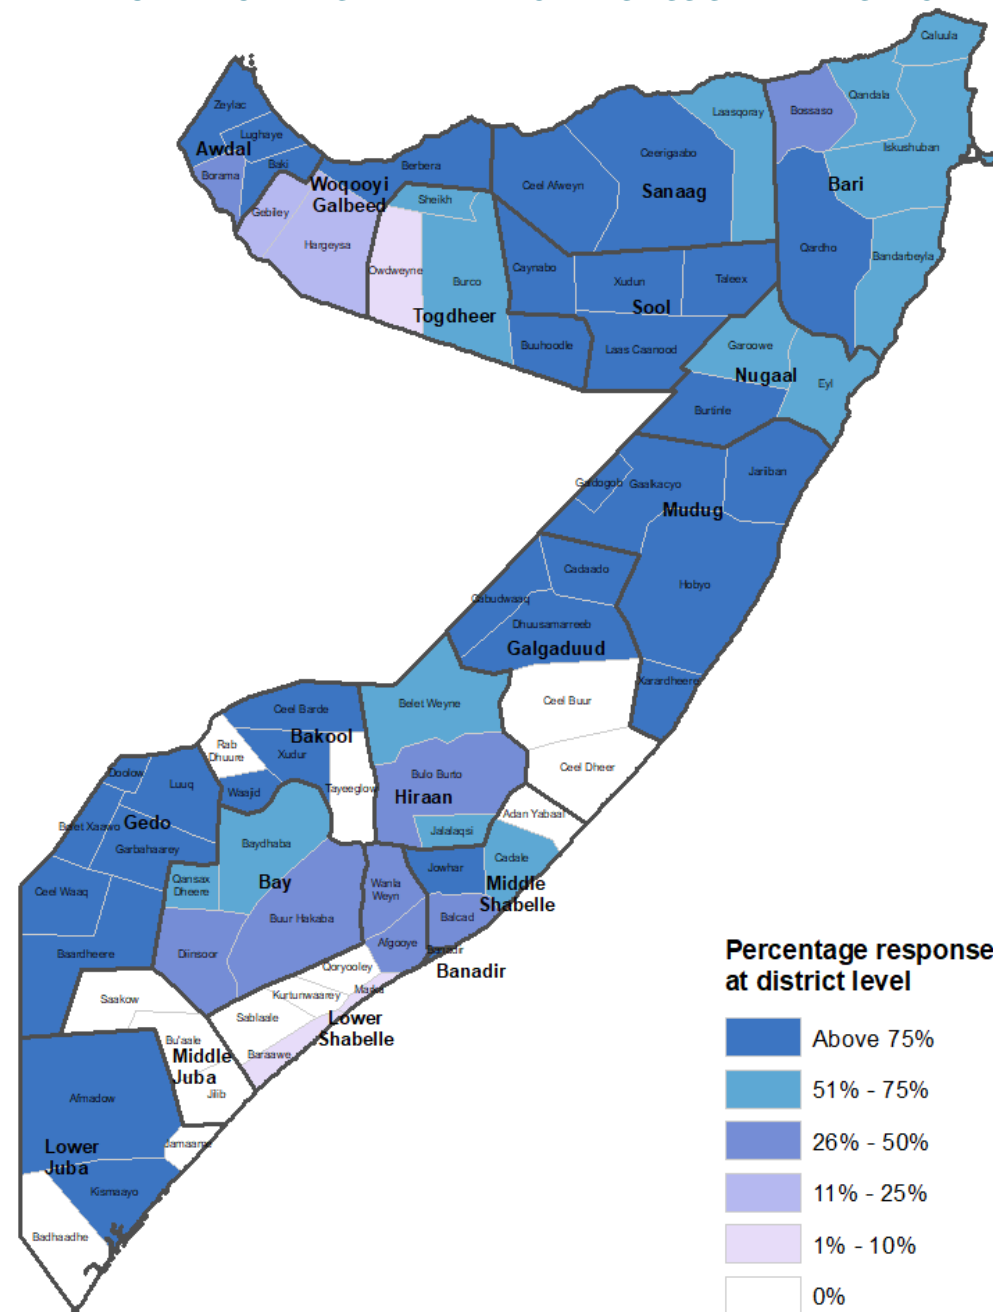 Caluula
Zeylac
Qandala
Bossaso
Laasqoray
Lughaye
Iskushuban
Awdal
Ceerigaabo
Baki
Berbera
Borama
Woqooyi
Galbeed
Ceel Afweyn
Sanaag
Bari
Sheikh
Gebiley
Hargeysa
Qardho
Bandarbeyla
Owdweyne
Caynabo
Burco
Xudun
Taleex
Sool
Togdheer
Buuhoodle
Laas Caanood
Garoowe
Nugaal
Eyl
Burtinle
Jariiban
Galdogob
Gaalkacyo
Mudug
Cadaado
Hobyo
Cabudwaaq
Dhuusamarreeb
Galgaduud
Xarardheere
Belet Weyne
Ceel Buur
Ceel Barde
Bakool
Rab
Dhuure
Xudur
Ceel Dheer
Doolow
Luuq
Tayeeglow
Bulo Burto
Waajid
Hiraan
Adan Yabaal
Belet Xaawo
Gedo
Jalalaqsi
Garbahaarey
Baydhaba
Cadale
Jowhar
Qansax
Dheere
Bay
Wanla
Weyn
Middle
Shabelle
Ceel Waaq
Buur Hakaba
Balcad
Diinsoor
Afgooye
Banadir
Baardheere
Qoryooley
Banadir
Marka
Kurtunwaarey
Saakow
Sablaale
Lower
Shabelle
Bu'aale
Middle
Juba
Baraawe
Jilib
Afmadow
Jamaame
Lower
Juba
Kismaayo
Badhaadhe
Percentage response
at district level
Above 75%
51% - 75%
26% - 50%
11% - 25%
1% - 10%
0%